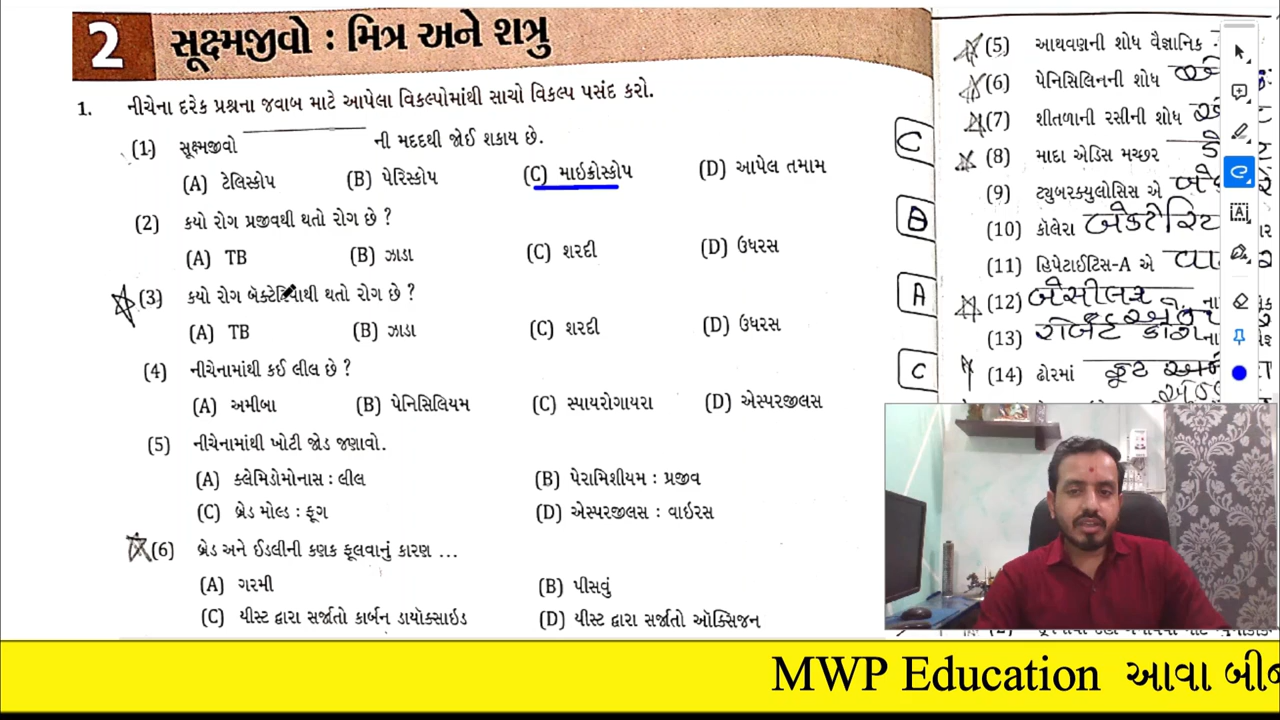 2 સૂક્ષ્મજીવો : મિત્ર અને શત્રુ
1. નીચેના દરેક પ્રશ્નના જવાબ માટે આપેલા વિકલ્પોમાંથી સાચો વિકલ્પ પસંદ કરો.
(1) સૂક્ષ્મજીવો ____________ ની મદદથી જોઈ શકાય છે. C
(A) ટેલિસ્કોપ (B) પેરિસ્કોપ (C) માઇક્રોસ્કોપ (D) આપેલ તમામ
(2) કયો રોગ પ્રજીવથી થતો રોગ છે ? B
(A) TB (B) ઝાડા (C) શરદી (D) ઉધરસ
(3) કયો રોગ બૅક્ટેરિયાથી થતો રોગ છે ? A
(A) TB (B) ઝાડા (C) શરદી (D) ઉધરસ
(4) નીચેનામાંથી કઈ લીલ છે ? C
(A) અમીબા (B) પેનિસિલિયમ (C) સ્પાયરોગાયરા (D) એસ્પરજીલસ
(5) નીચેનામાંથી ખોટી જોડ જણાવો.
(A) ક્લેમિડોમોનાસ : લીલ (B) પેરામિશીયમ : પ્રજીવ
(C) બ્રેડ મોલ્ડ : ફૂગ (D) એસ્પરજીલસ : વાઇરસ
(6) બ્રેડ અને ઈડલીની કણક ફૂલવાનું કારણ ...
(A) ગરમી (B) પીસવું
(C) યીસ્ટ દ્વારા સર્જાતો કાર્બન ડાયૉક્સાઇડ (D) યીસ્ટ દ્વારા સર્જાતો ઑક્સિજન
(5) આથવણની શોધ વૈજ્ઞાનિક
(6) પેનિસિલિનની શોધ
(7) શીતળાની રસીની શોધ
(8) માદા એડિસ મચ્છર
(9) ટ્યુબરક્યુલોસિસ એ
(10) કૉલેરા
(11) હિપેટાઈટિસ-A એ
(12) બેસીલસ
(13) રોબર્ટ કોશ
(14) ઢોરમાં
MWP Education આવા